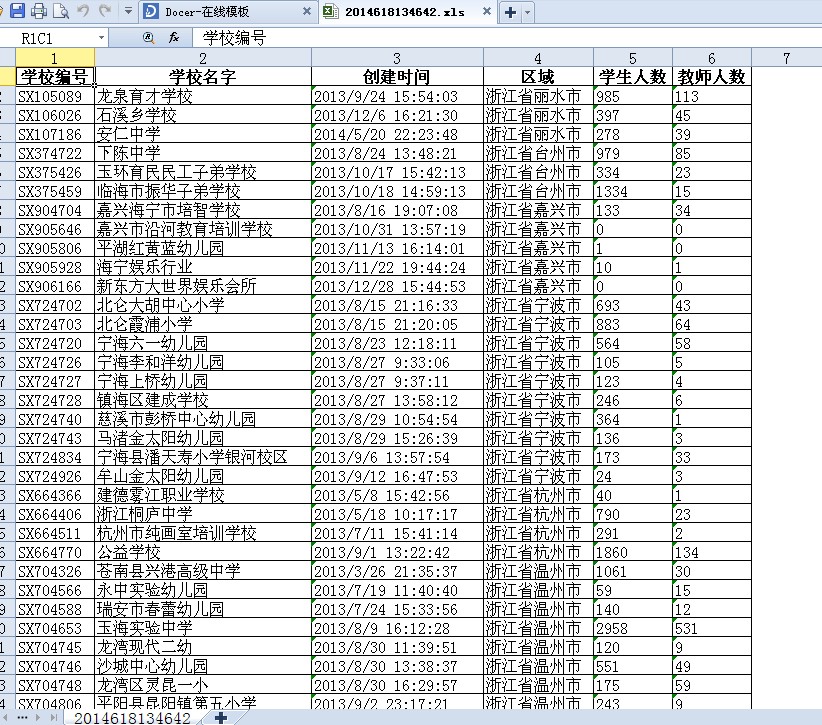 Docer-在线模板 2014618134642.xls
R1C1 fx 学校编号
1 2 3 4 5 6 7
学校编号 学校名字 创建时间 区域 学生人数 教师人数
SX105089 龙泉育才学校 2013/9/24 15:54:03 浙江省丽水市 985 113
SX106026 石溪乡学校 2013/12/6 16:21:30 浙江省丽水市 397 45
SX107186 安仁中学 2014/5/20 22:23:48 浙江省丽水市 278 39
SX374722 下陈中学 2013/8/24 13:48:21 浙江省台州市 979 85
SX375426 玉环育民民工子弟学校 2013/10/17 15:42:13 浙江省台州市 334 23
SX375459 临海市振华子弟学校 2013/10/18 14:59:13 浙江省台州市 1334 15
SX904704 嘉兴海宁市培智学校 2013/8/16 19:07:08 浙江省嘉兴市 133 34
SX905646 嘉兴市沿河教育培训学校 2013/10/31 13:57:19 浙江省嘉兴市 0 0
SX905806 平湖红黄蓝幼儿园 2013/11/13 16:14:01 浙江省嘉兴市 0
SX905928 海宁娱乐行业 2013/11/22 19:44:24 浙江省嘉兴市 10 1
SX906166 新东方大世界娱乐会所 2013/12/28 15:44:53 浙江省嘉兴市 0 0
SX724702 北仑大胡中心小学 2013/8/15 21:16:33 浙江省宁波市 693 43
SX724703 北仑霞浦小学 2013/8/15 21:20:05 浙江省宁波市 883 64
SX724720 宁海六一幼儿园 2013/8/23 12:18:11 浙江省宁波市 564 58
SX724726 宁海李和洋幼儿园 2013/8/27 9:33:06 浙江省宁波市 105 5
SX724727 宁海上桥幼儿园 2013/8/27 9:37:11 浙江省宁波市 123 4
SX724728 镇海区建成学校 2013/8/27 13:58:12 浙江省宁波市 246 6
SX724740 慈溪市彭桥中心幼儿园 2013/8/29 10:54:54 浙江省宁波市 364 1
SX724743 马渚金太阳幼儿园 2013/8/29 15:26:39 浙江省宁波市 136 3
SX724834 宁海县潘天寿小学银河校区 2013/9/6 13:57:54 浙江省宁波市 173 33
SX724926 牟山金太阳幼儿园 2013/9/12 16:47:53 浙江省宁波市 24 3
SX664366 建德霁江职业学校 2013/5/8 15:42:56 浙江省杭州市 40 1
SX664406 浙江桐庐中学 2013/5/18 10:17:17 浙江省杭州市 790 23
SX664511 杭州市纯画室培训学校 2013/7/11 15:41:14 浙江省杭州市 291 2
SX664770 公益学校 2013/9/1 13:22:42 浙江省杭州市 1860 134
SX704326 苍南县兴港高级中学 2013/3/26 21:35:37 浙江省温州市 1061 30
SX704566 永中实验幼儿园 2013/7/19 11:40:40 浙江省温州市 59 15
SX704588 瑞安市春蕾幼儿园 2013/7/24 15:33:56 浙江省温州市 140 12
SX704653 玉海实验中学 2013/8/9 16:12:28 浙江省温州市 2958 531
SX704745 龙湾现代二幼 2013/8/30 11:39:51 浙江省温州市 120 9
SX704746 沙城中心幼儿园 2013/8/30 13:38:37 浙江省温州市 551 49
SX704748 龙湾区灵昆一小 2013/8/30 16:29:57 浙江省温州市 175 59
SX704806 平阳县昆阳镇第五小学 2013/9/2 23:17:21 浙江省温州市 243 9
2014618134642